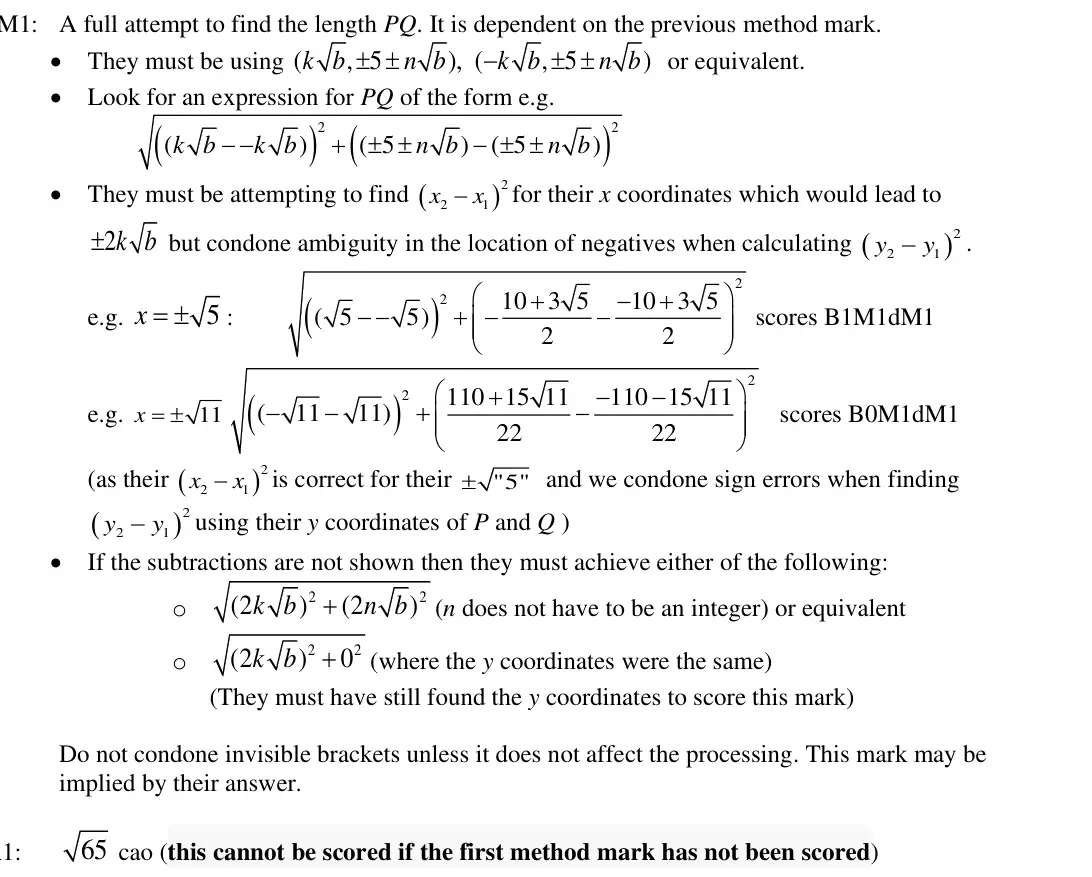 M1: A full attempt to find the length PQ. It is dependent on the previous method mark.
• They must be using (k√b, ±5 ± n√b), (−k√b, ±5 ± n√b) or equivalent.
• Look for an expression for PQ of the form e.g.
√(((k√b − −k√b))² + ((±5 ± n√b) − (±5 ± n√b))²)
• They must be attempting to find (x₂ − x₁)² for their x coordinates which would lead to
±2k√b but condone ambiguity in the location of negatives when calculating (y₂ − y₁)².
e.g. x = ±√5 : √(((√5 − −√5))² + (−(10 + 3√5)/2 − (−10 + 3√5)/2)²) scores B1M1dM1
e.g. x = ±√11 √(((−√11 − √11))² + ((110 + 15√11)/22 − (−110 − 15√11)/22)²) scores B0M1dM1
(as their (x₂ − x₁)² is correct for their ±√"5" and we condone sign errors when finding
(y₂ − y₁)² using their y coordinates of P and Q )
• If the subtractions are not shown then they must achieve either of the following:
○ √((2k√b)² + (2n√b)²) (n does not have to be an integer) or equivalent
○ √((2k√b)² + 0²) (where the y coordinates were the same)
(They must have still found the y coordinates to score this mark)
Do not condone invisible brackets unless it does not affect the processing. This mark may be
implied by their answer.
1: √65 cao (this cannot be scored if the first method mark has not been scored)